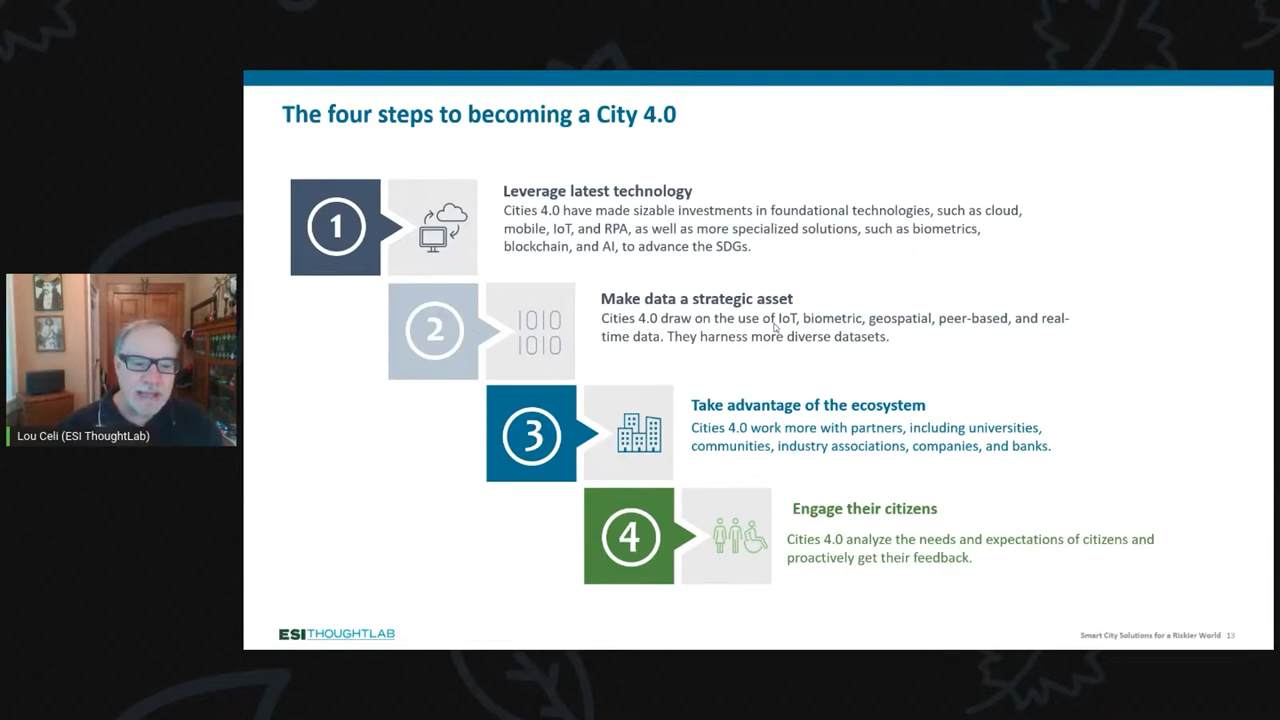 The four steps to becoming a City 4.0
1
Leverage latest technology
Cities 4.0 have made sizable investments in foundational technologies, such as cloud,
mobile, IoT, and RPA, as well as more specialized solutions, such as biometrics,
blockchain, and AI, to advance the SDGs.
2
1010
1010
Make data a strategic asset
Cities 4.0 draw on the use of IoT, biometric, geospatial, peer-based, and real-
time data. They harness more diverse datasets.
3
Take advantage of the ecosystem
Cities 4.0 work more with partners, including universities,
communities, industry associations, companies, and banks.
4
Engage their citizens
Cities 4.0 analyze the needs and expectations of citizens and
proactively get their feedback.
Lou Celi (ESI ThoughtLab)
ESI THOUGHTLAB
Smart City Solutions for a Riskier World 13